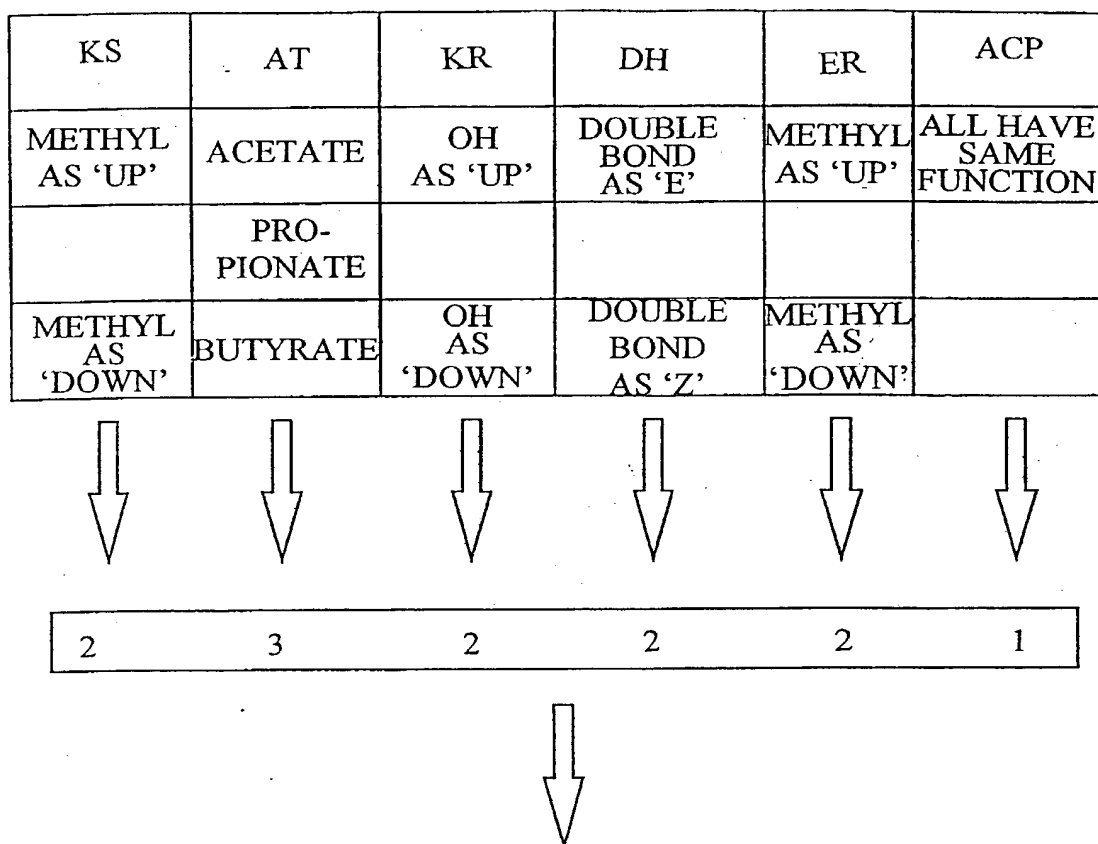 KS AT KR DH ER ACP
METHYL
AS ‘UP’
ACETATE
OH
AS ‘UP’
DOUBLE
BOND
AS ‘E’
METHYL
AS ‘UP’
ALL HAVE
SAME
FUNCTION
PRO-
PIONATE
METHYL
AS
‘DOWN’
BUTYRATE
OH
AS
‘DOWN’
DOUBLE
BOND
AS ‘Z’
METHYL
AS
‘DOWN’
2 3 2 2 2 1